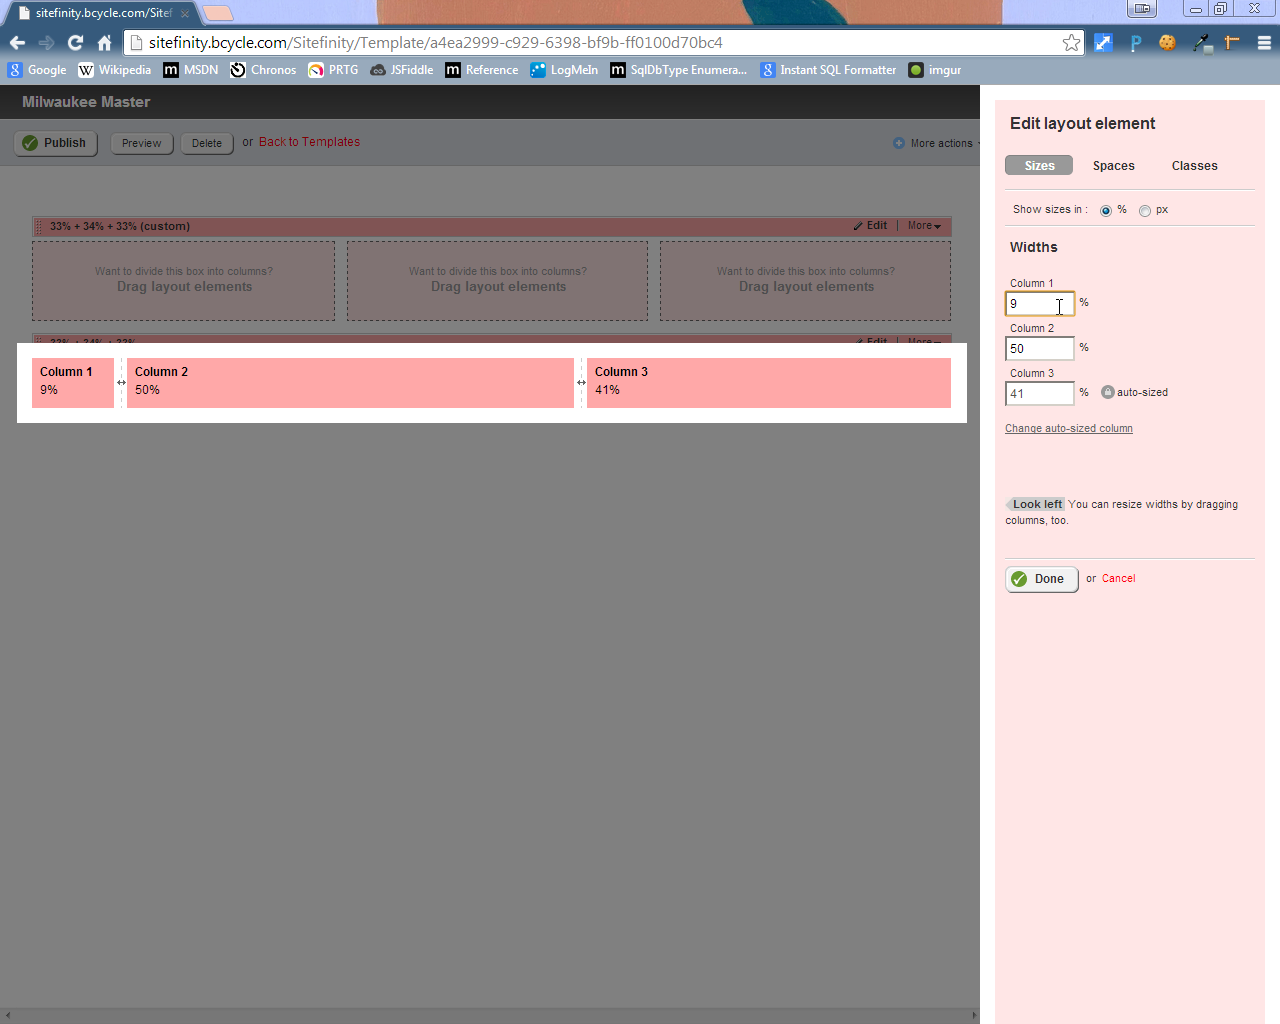 sitefinity.bcycle.com/Sitef
sitefinity.bcycle.com/Sitefinity/Template/a4ea2999-c929-6398-bf9b-ff0100d70bc4
Google Wikipedia MSDN Chronos PRTG JSFiddle Reference LogMeIn SqlDbType Enumera... Instant SQL Formatter imgur
Milwaukee Master
Publish Preview Delete or Back to Templates More actions
33% + 34% + 33% (custom) Edit | More
Want to divide this box into columns? Want to divide this box into columns? Want to divide this box into columns?
Drag layout elements Drag layout elements Drag layout elements
33% + 34% + 33% Edit | More
Column 1 Column 2 Column 3
9% 50% 41%
Edit layout element
Sizes Spaces Classes
Show sizes in : % px
Widths
Column 1
9 %
Column 2
50 %
Column 3
41 % auto-sized
Change auto-sized column
Look left You can resize widths by dragging
columns, too.
Done or Cancel